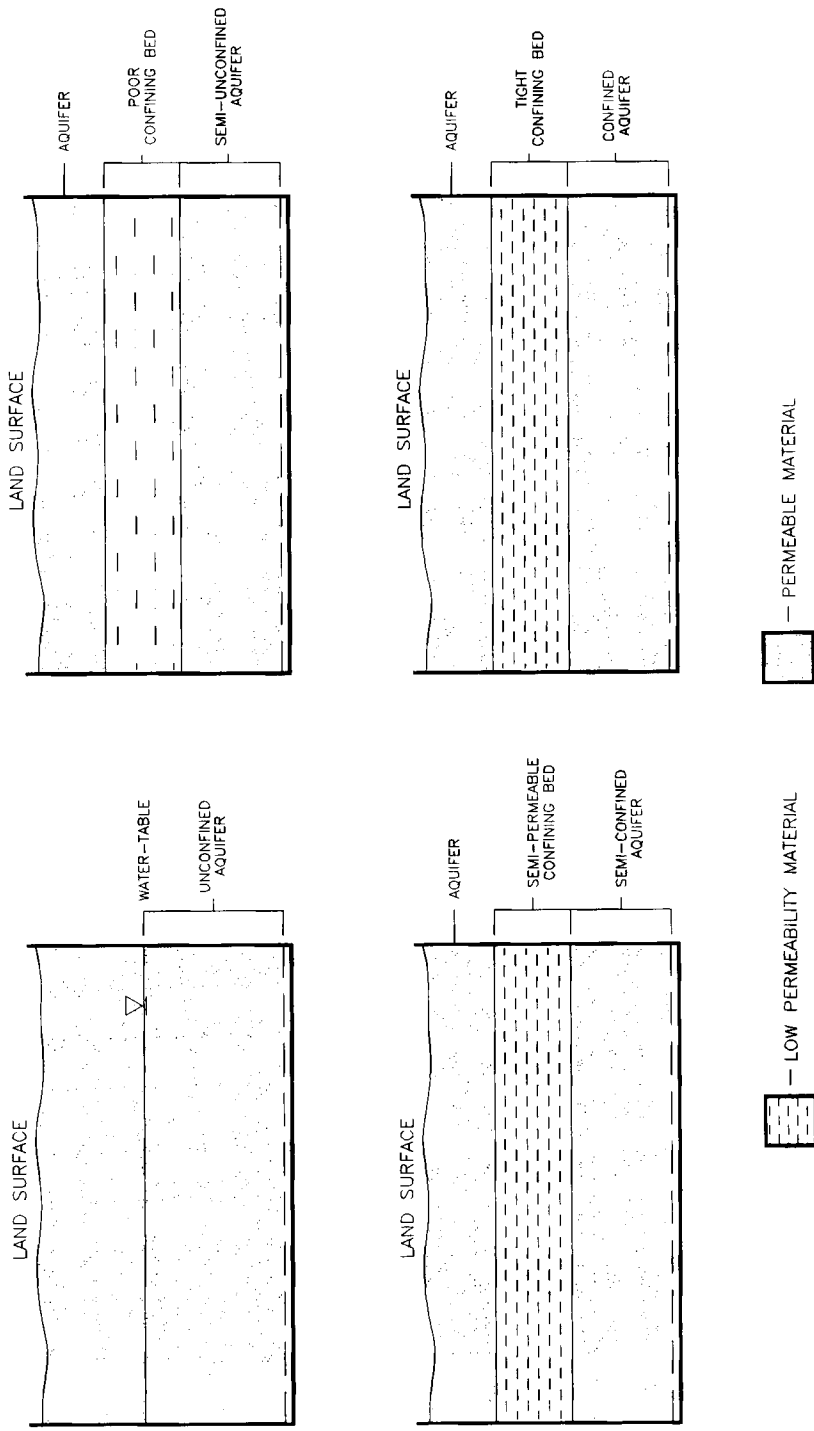 LAND SURFACE
WATER-TABLE
UNCONFINED
AQUIFER
LAND SURFACE
AQUIFER
POOR
CONFINING BED
SEMI-UNCONFINED
AQUIFER
LAND SURFACE
AQUIFER
SEMI-PERMEABLE
CONFINING BED
SEMI-CONFINED
AQUIFER
LAND SURFACE
AQUIFER
TIGHT
CONFINING BED
CONFINED
AQUIFER
— LOW PERMEABILITY MATERIAL
— PERMEABLE MATERIAL